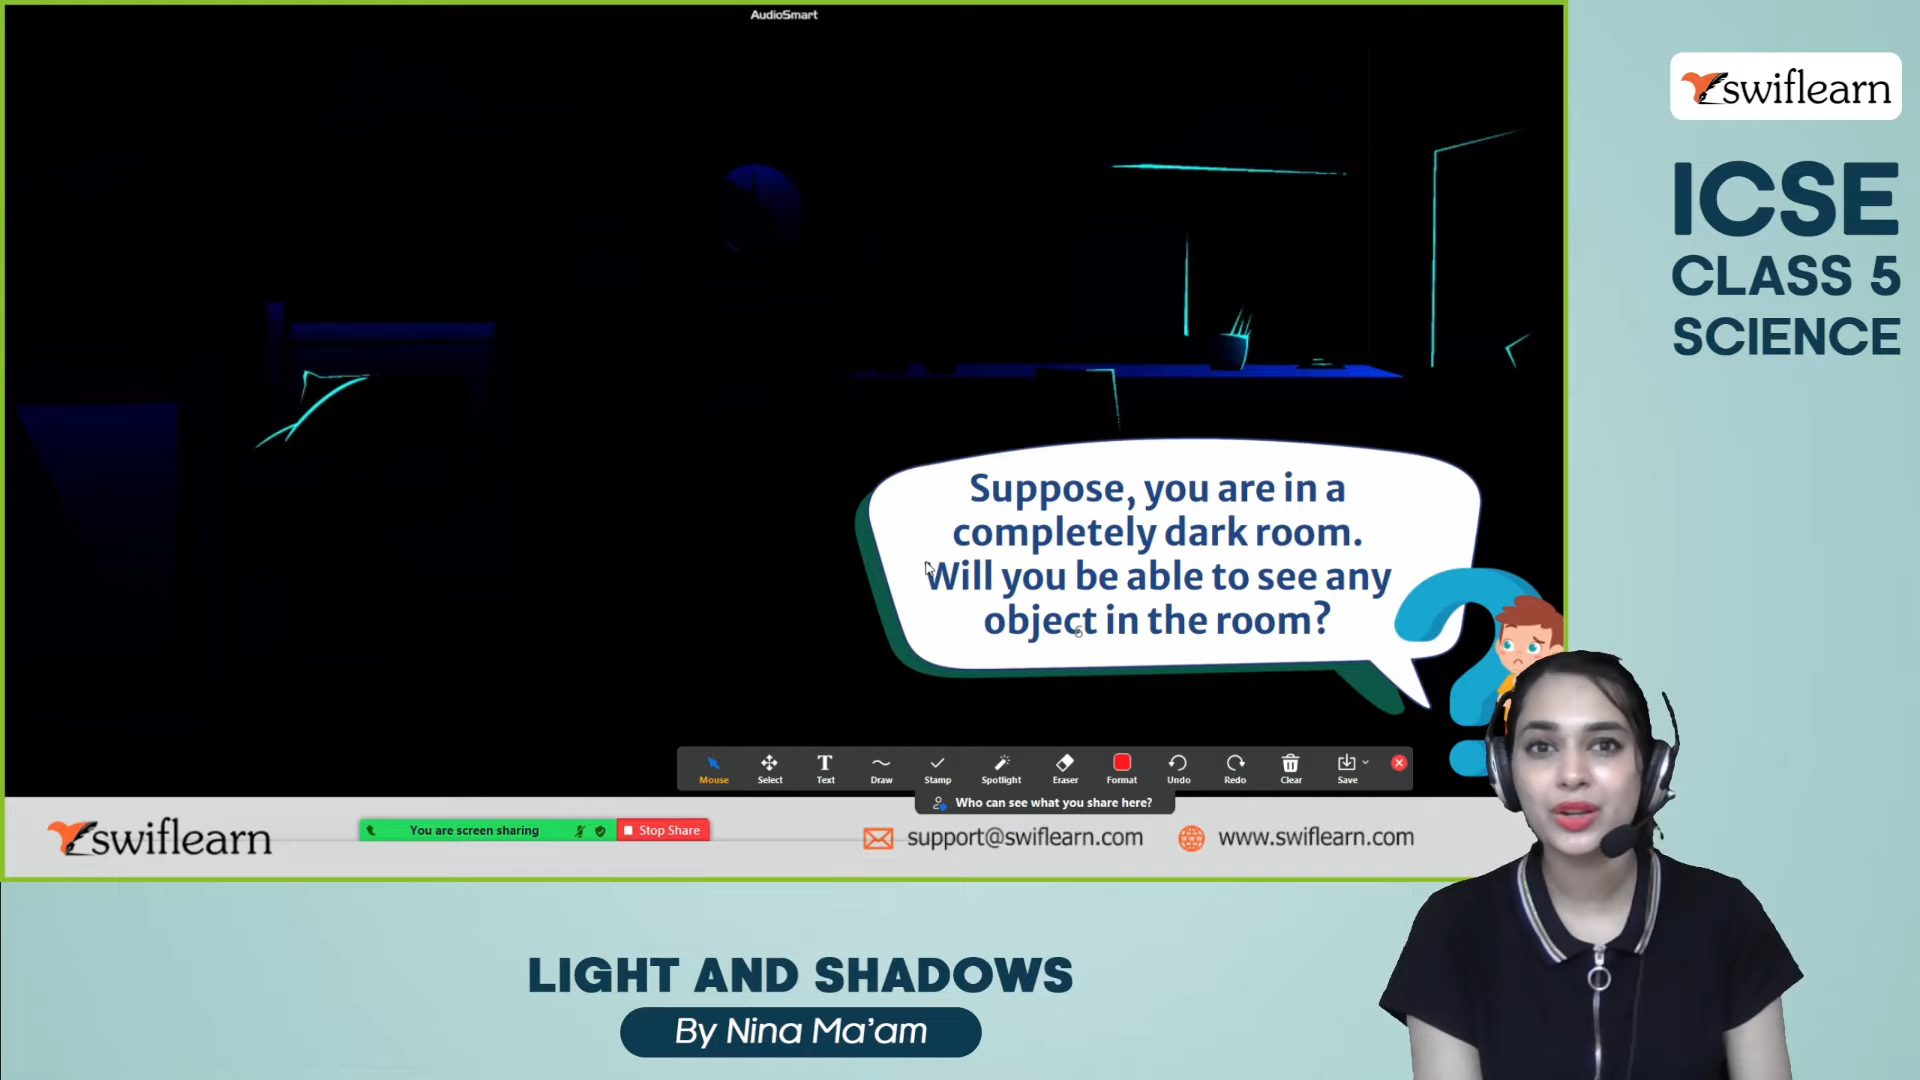 AudioSmart
swiflearn
ICSE
CLASS 5
SCIENCE
Suppose, you are in a
completely dark room.
Will you be able to see any
object in the room?
6
Mouse
Select
Text
Draw
Stamp
Spotlight
Eraser
Format
Undo
Redo
Clear
Save
Who can see what you share here?
swiflearn
You are screen sharing
Stop Share
support@swiflearn.com
www.swiflearn.com
LIGHT AND SHADOWS
By Nina Ma'am